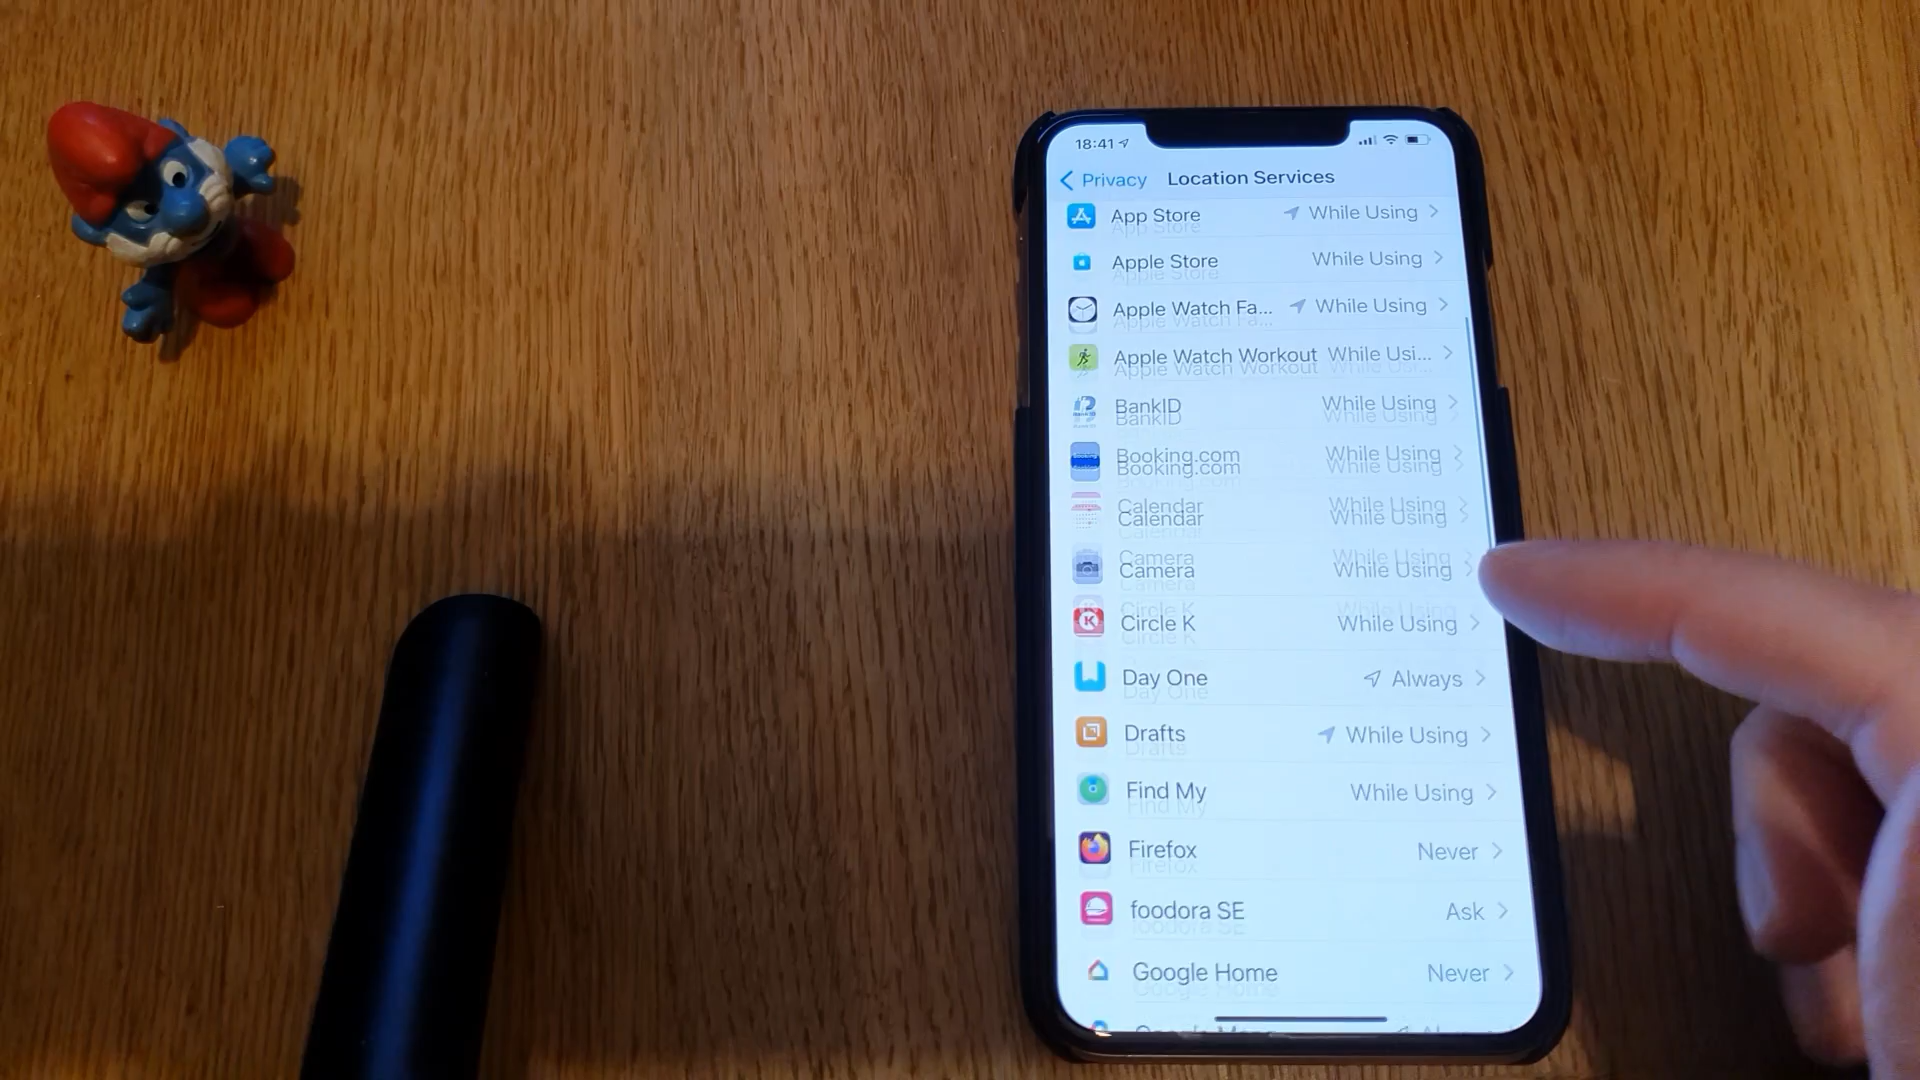 18:41
Privacy Location Services
App Store While Using
Apple Store While Using
Apple Watch Fa... While Using
Apple Watch Workout While Usi...
BankID While Using
Booking.com While Using
Calendar While Using
Camera While Using
Circle K While Using
Day One Always
Drafts While Using
Find My While Using
Firefox Never
foodora SE Ask
Google Home Never